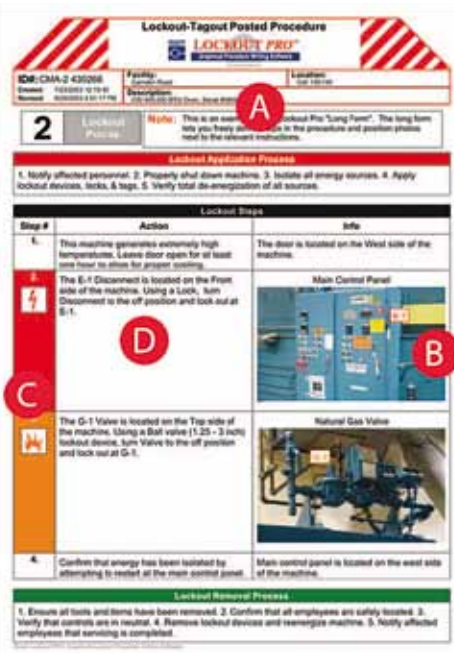 Lockout-Tagout Posted Procedure
LOCKOUT PRO™
ID#: CMA-2 430266
Facility:
Location:
Created:
Revised:
Description:
A
2
Lockout
Points
Note: This is an Lockout Pro "Long Form". The long form
lets you freely in the procedure and position photos
next to the relevant instructions.
Lockout Application Process
1. Notify affected personnel. 2. Properly shut down machine. 3. Isolate all energy sources. 4. Apply
lockout devices, locks, & tags. 5. Verify total de-energization of all sources.
Lockout Steps
Step # Action Info
1. This machine generates extremely high
temperatures. Leave door open for at least
one hour to allow for proper cooling.
The door is located on the West side of the
machine.
2. The E-1 Disconnect is located on the Front
side of the machine. Using a Lock, turn
Disconnect to the off position and lock out at
E-1.
Main Control Panel
D
B
C
The G-1 Valve is located on the Top side of
the machine. Using a Ball valve (1.25 - 3 inch)
lockout device, turn Valve to the off position
and lock out at G-1.
Natural Gas Valve
4. Confirm that energy has been isolated by
attempting to restart at the main control panel.
Main control panel is located on the west side
of the machine.
Lockout Removal Process
1. Ensure all tools and items have been removed. 2. Confirm that all employees are safely located. 3.
Verify that controls are in neutral. 4. Remove lockout devices and reenergize machine. 5. Notify affected
employees that servicing is completed.